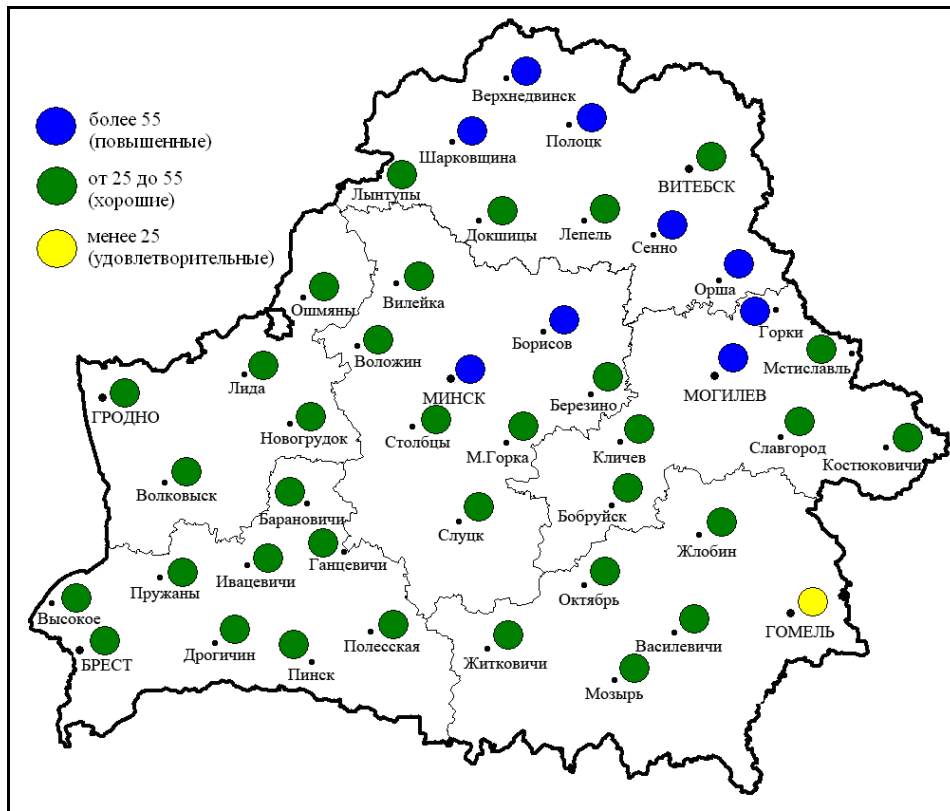 более 55
(повышенные)
от 25 до 55
(хорошие)
менее 25
(удовлетворительные)
Верхнедвинск
Полоцк
Шарковщина
ВИТЕБСК
Лынтупы
Докшицы
Лепель
Сенно
Орша
Вилейка
Ошмяны
Горки
Борисов
Воложин
Мстиславль
Лида
МИНСК
МОГИЛЕВ
ГРОДНО
Березино
Новогрудок
Столбцы
М.Горка
Кличев
Славгород
Костюковичи
Волковыск
Барановичи
Бобруйск
Слуцк
Жлобин
Ганцевичи
Ивацевичи
Пружаны
Октябрь
Высокое
ГОМЕЛЬ
Полесская
Василевичи
Дрогичин
БРЕСТ
Житковичи
Пинск
Мозырь